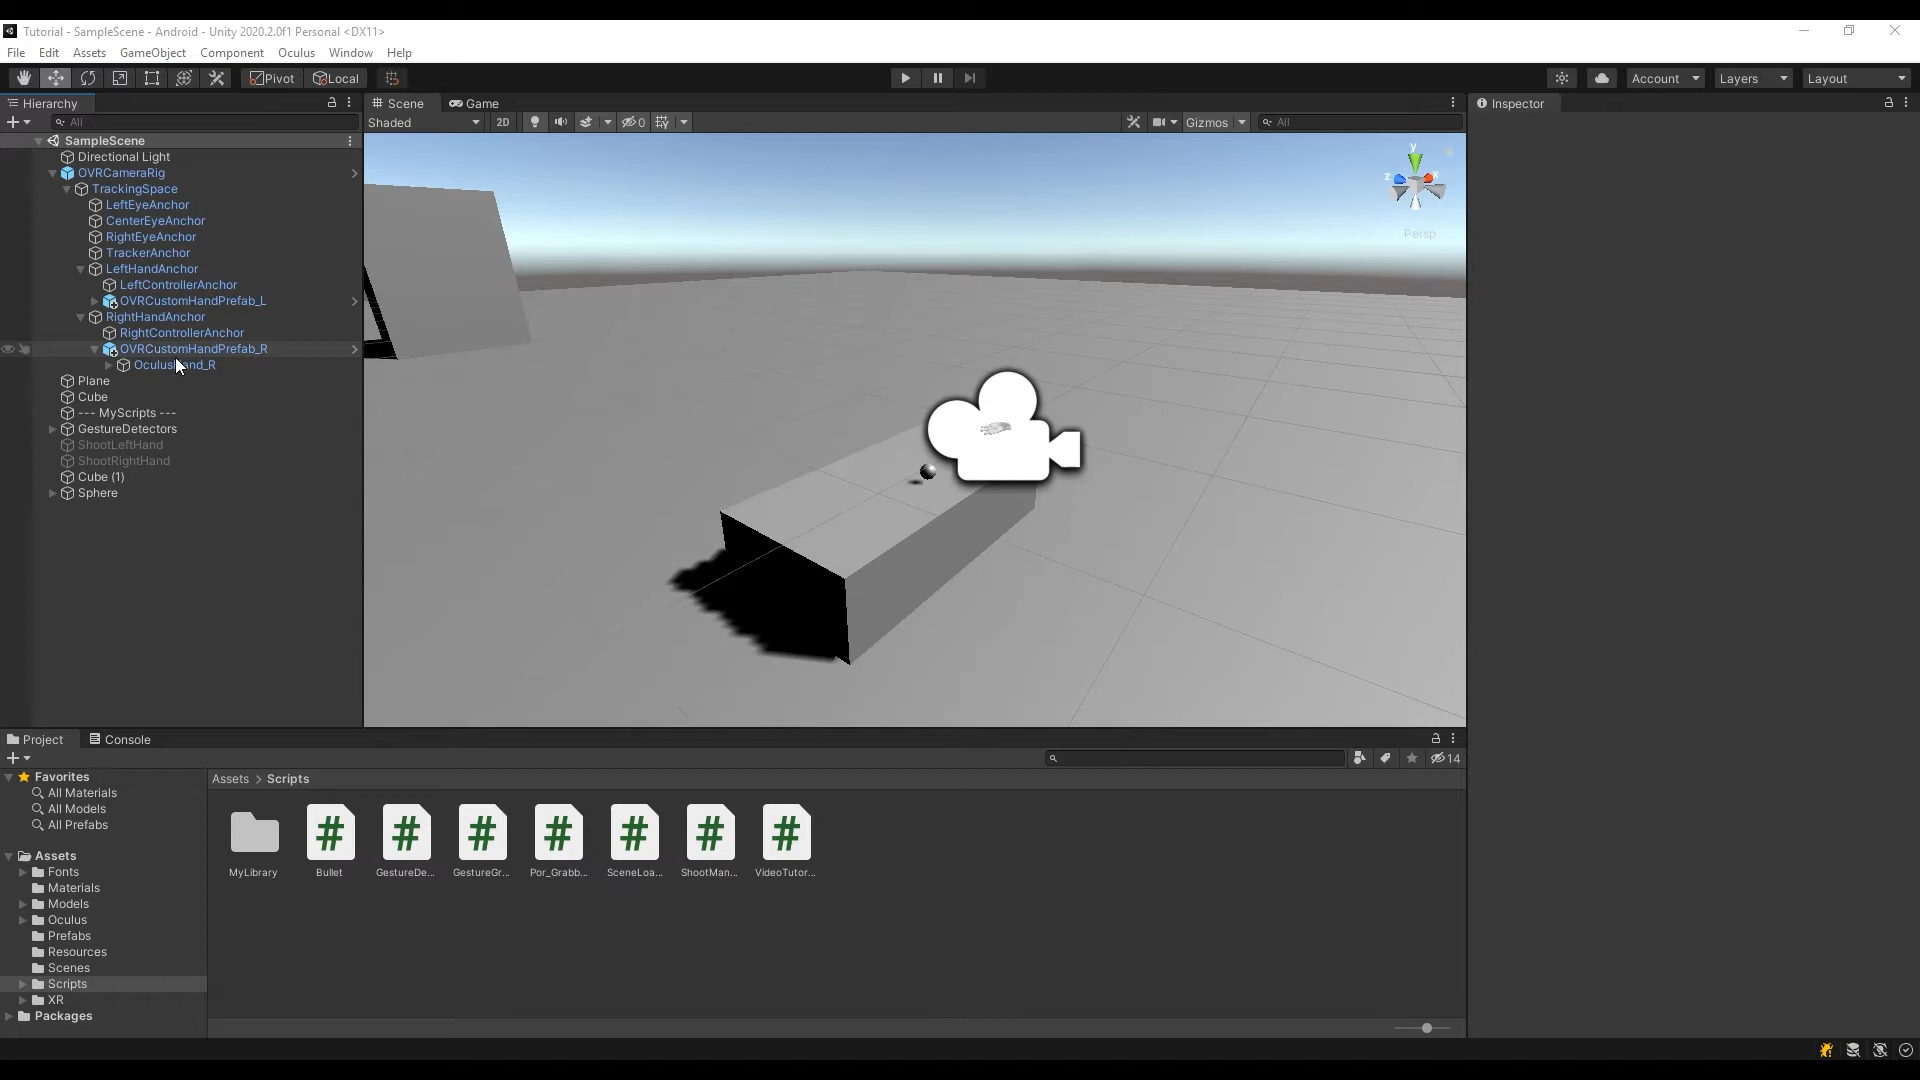 Tutorial - SampleScene - Android - Unity 2020.2.0f1 Personal <DX11>
File Edit Assets GameObject Component Oculus Window Help
Pivot Local Account Layers Layout
Hierarchy
All
SampleScene
Directional Light
OVRCameraRig
TrackingSpace
LeftEyeAnchor
CenterEyeAnchor
RightEyeAnchor
TrackerAnchor
LeftHandAnchor
LeftControllerAnchor
OVRCustomHandPrefab_L
RightHandAnchor
RightControllerAnchor
OVRCustomHandPrefab_R
Plane
Cube
--- MyScripts ---
GestureDetectors
ShootLeftHand
ShootRightHand
Cube (1)
Sphere
Scene Game
Shaded 2D 0 Gizmos All
y
z x
Persp
Inspector
Project Console
14
Favorites
All Materials
All Models
All Prefabs
Assets
Fonts
Materials
Models
Oculus
Prefabs
Resources
Scenes
Scripts
XR
Packages
Assets > Scripts
# # # # # # #
MyLibrary Bullet GestureDe... GestureGr... Por_Grabb... SceneLoa... ShootMan... VideoTutor...